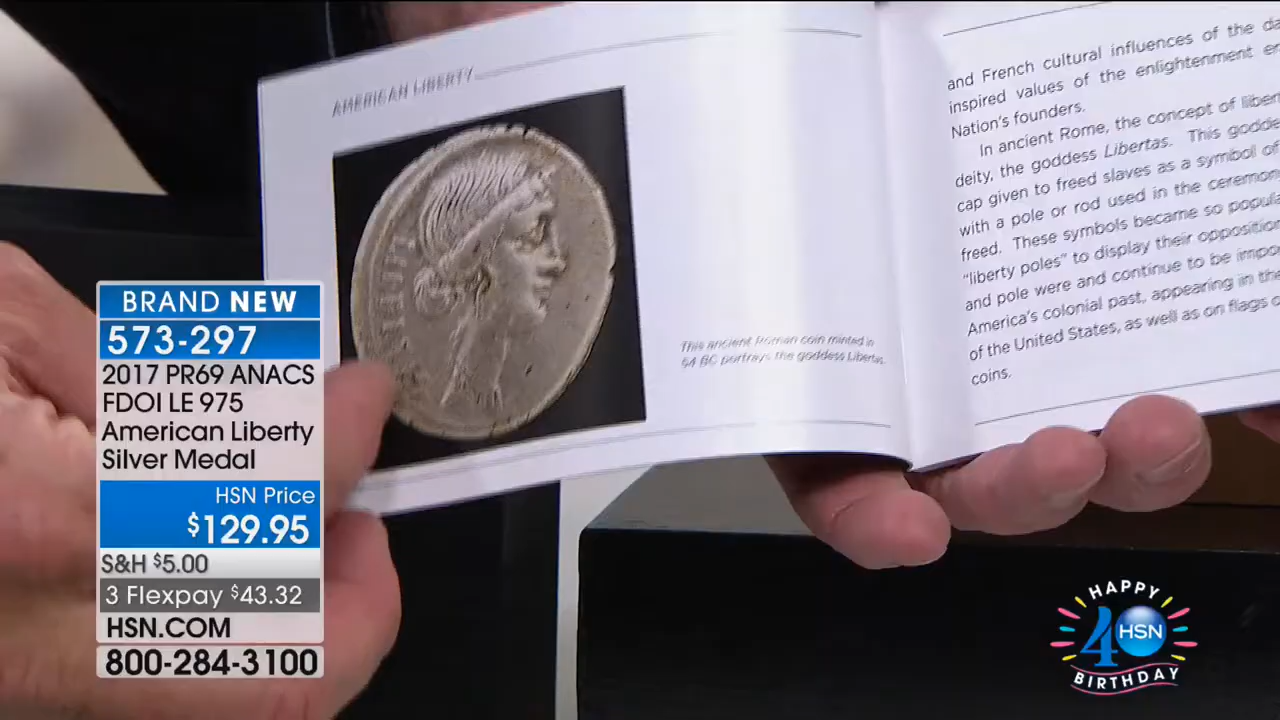 AMERICAN LIBERTY
This ancient Roman coin minted in
54 BC portrays the goddess Libertas.
and French cultural influences of the
inspired values of the enlightenment
Nation's founders.
In ancient Rome, the concept of
deity, the goddess Libertas. This
cap given to freed slaves as a symbol of
with a pole or rod used in the
freed. These symbols became so
"liberty poles" to display their
and pole were and continue to be
America's colonial past, appearing in
of the United States, as well as on flags
coins.
BRAND NEW
573-297
2017 PR69 ANACS
FDOI LE 975
American Liberty
Silver Medal
HSN Price
$129.95
S&H $5.00
3 Flexpay $43.32
HSN.COM
800-284-3100
HAPPY
40 HSN
BIRTHDAY